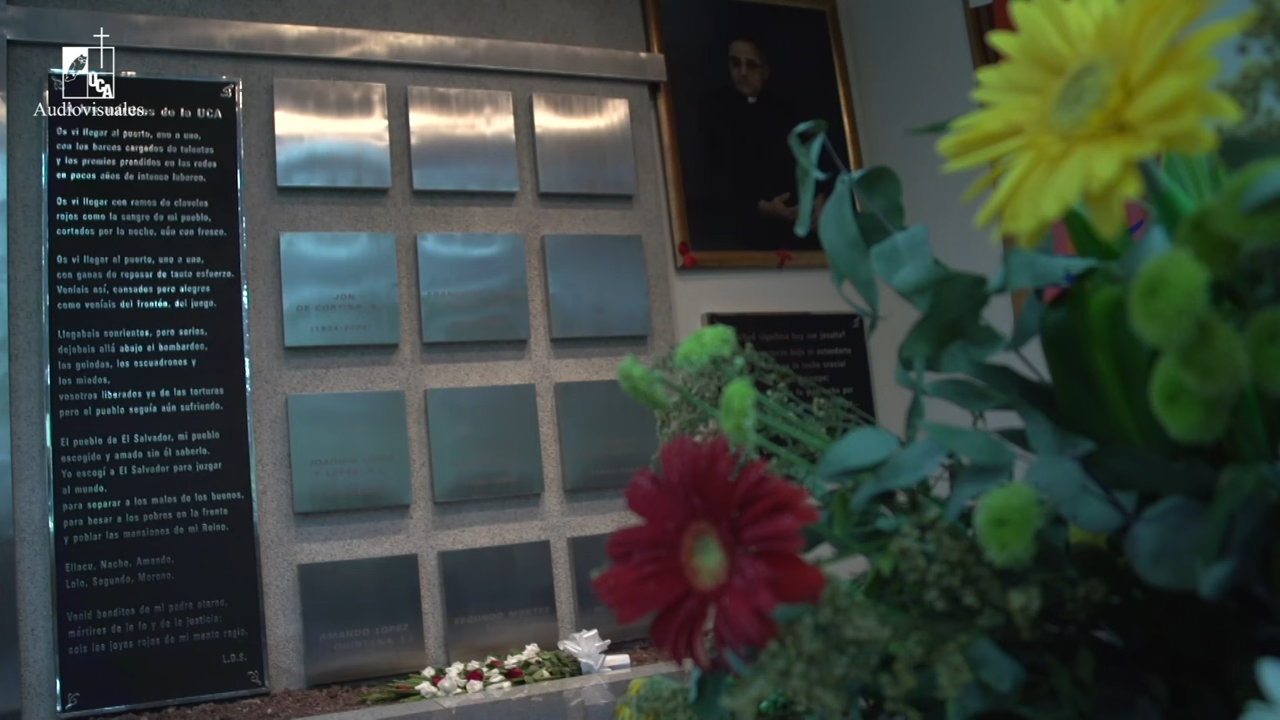 UCA
Audiovisuales
de la UCA
Os vi llegar al puerto, uno a uno,
con los barcos cargados de talentos
y los premios prendidos en las redes
en pocos años de intenso laboreo.
Os vi llegar con ramos de claveles
rojos como la sangre de mi pueblo,
cortados por la noche, aún con fresco.
Os vi llegar al puerto, uno a uno,
con ganas de reposar de tanto esfuerzo.
Veníais así, cansados pero alegres
como veníais del frontón, del juego.
Llegabais sonrientes, pero serios,
dejabais allá abajo el bombardeo,
los guindas, los escuadrones y
los miedos,
vosotros liberados ya de las torturas
pero el pueblo seguía aún sufriendo.
El pueblo de El Salvador, mi pueblo
escogido y amado sin él saberlo.
Yo escogí a El Salvador para juzgar
al mundo.
para separar a los malos de los buenos,
para besar a los pobres en la frente
y poblar las mansiones de mi Reino.
Ellacu, Nacho, Amando,
Lolo, Segundo, Moreno.
Venid benditos de mi padre eterno,
mártires de la fe y de la justicia;
sois las joyas rojas de mi manto regio.
L.D.S.
JON
DE CORTINA
AMANDO LOPEZ
QUINTANA
SEGUNDO MONTES